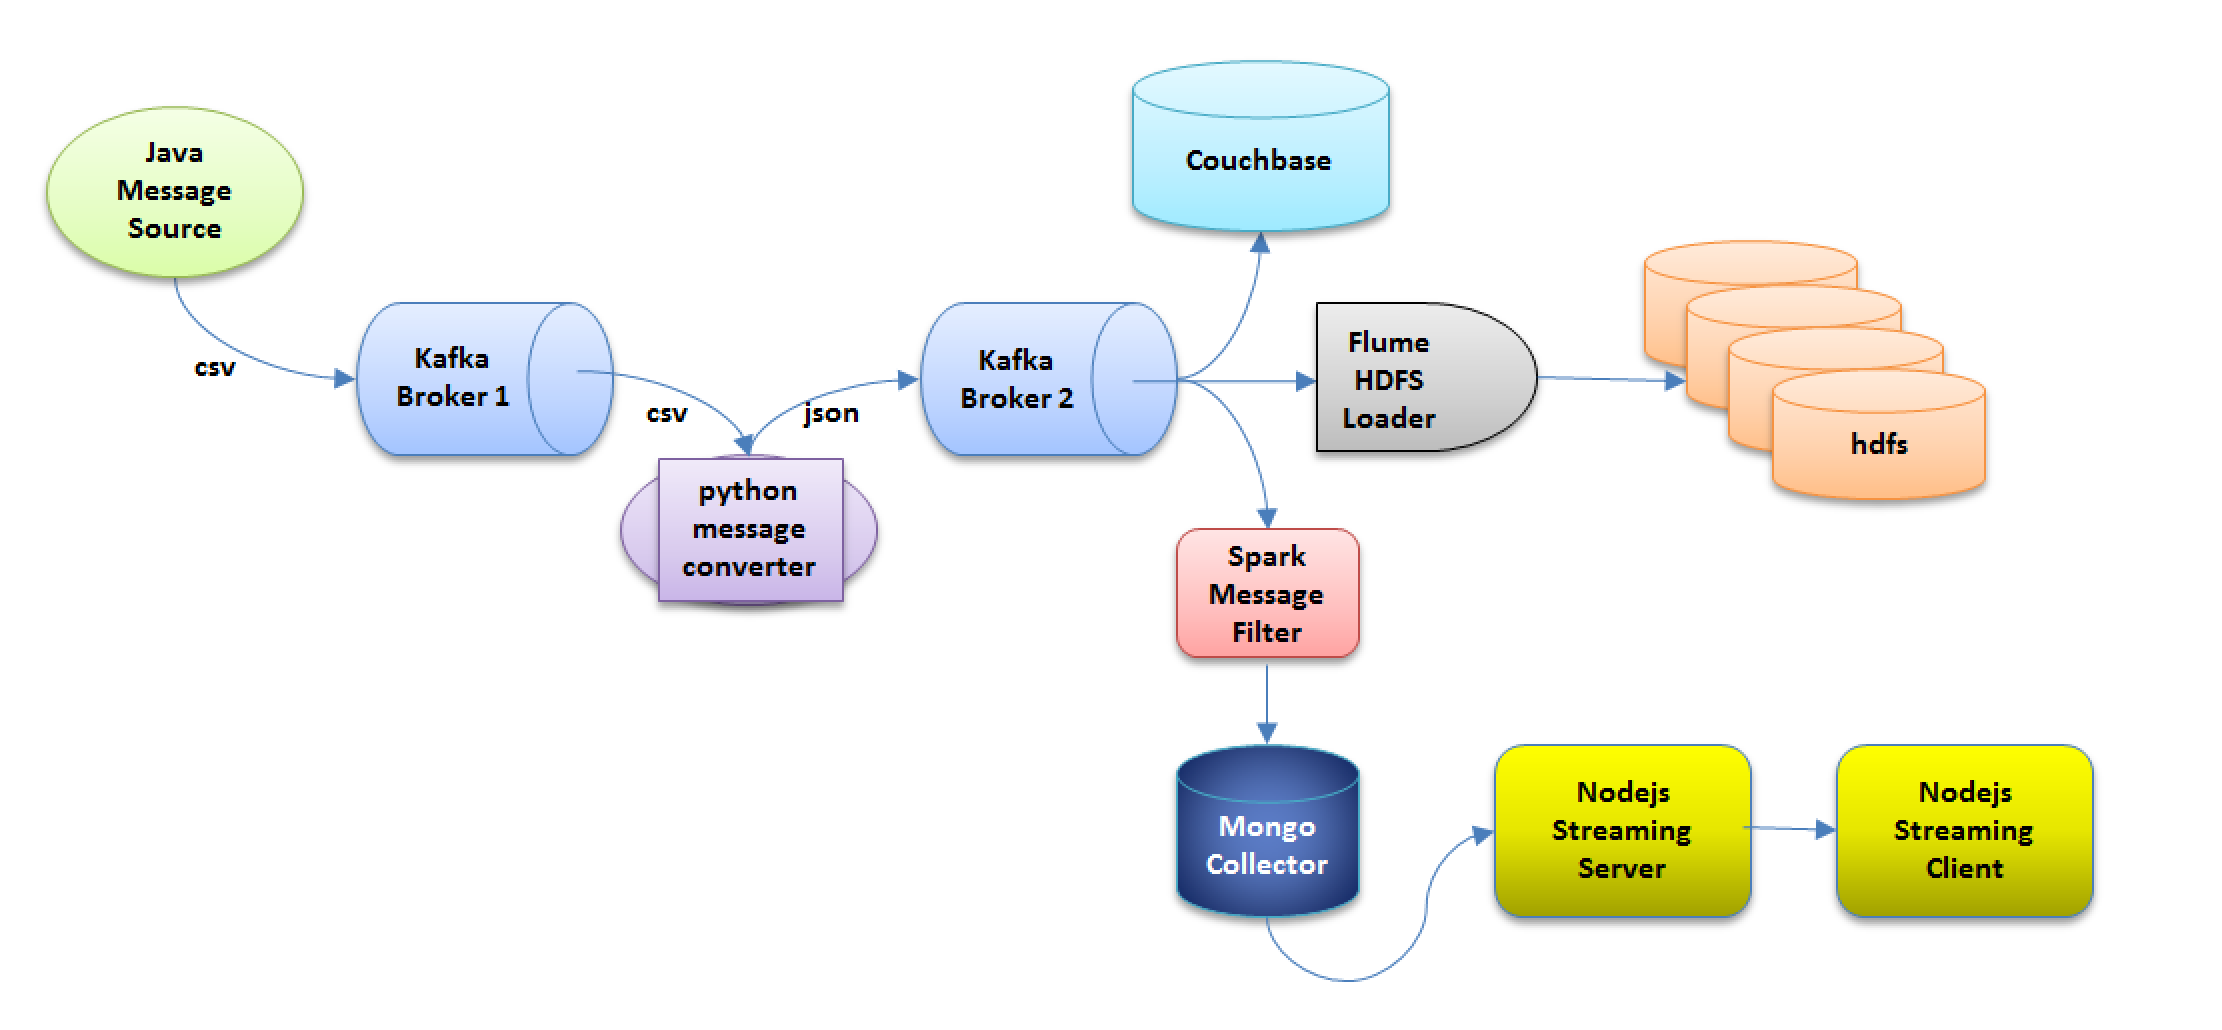 Java
Message
Source
csv
Kafka
Broker 1
csv
python
message
converter
json
Kafka
Broker 2
Couchbase
Flume
HDFS
Loader
hdfs
Spark
Message
Filter
Mongo
Collector
Nodejs
Streaming
Server
Nodejs
Streaming
Client